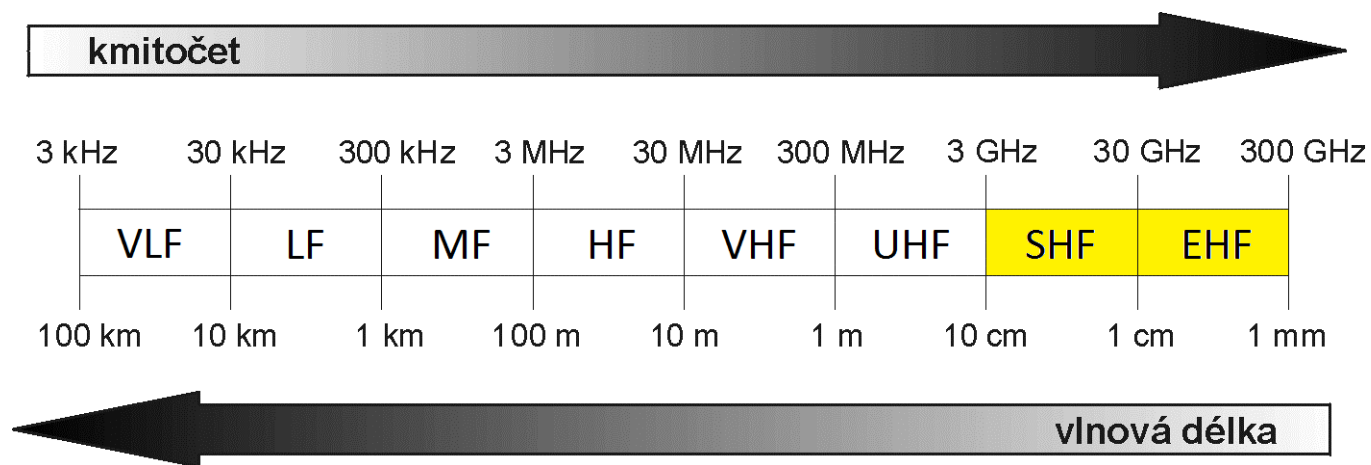 kmitočet
3 kHz 30 kHz 300 kHz 3 MHz 30 MHz 300 MHz 3 GHz 30 GHz 300 GHz
VLF LF MF HF VHF UHF SHF EHF
100 km 10 km 1 km 100 m 10 m 1 m 10 cm 1 cm 1 mm
vlnová délka